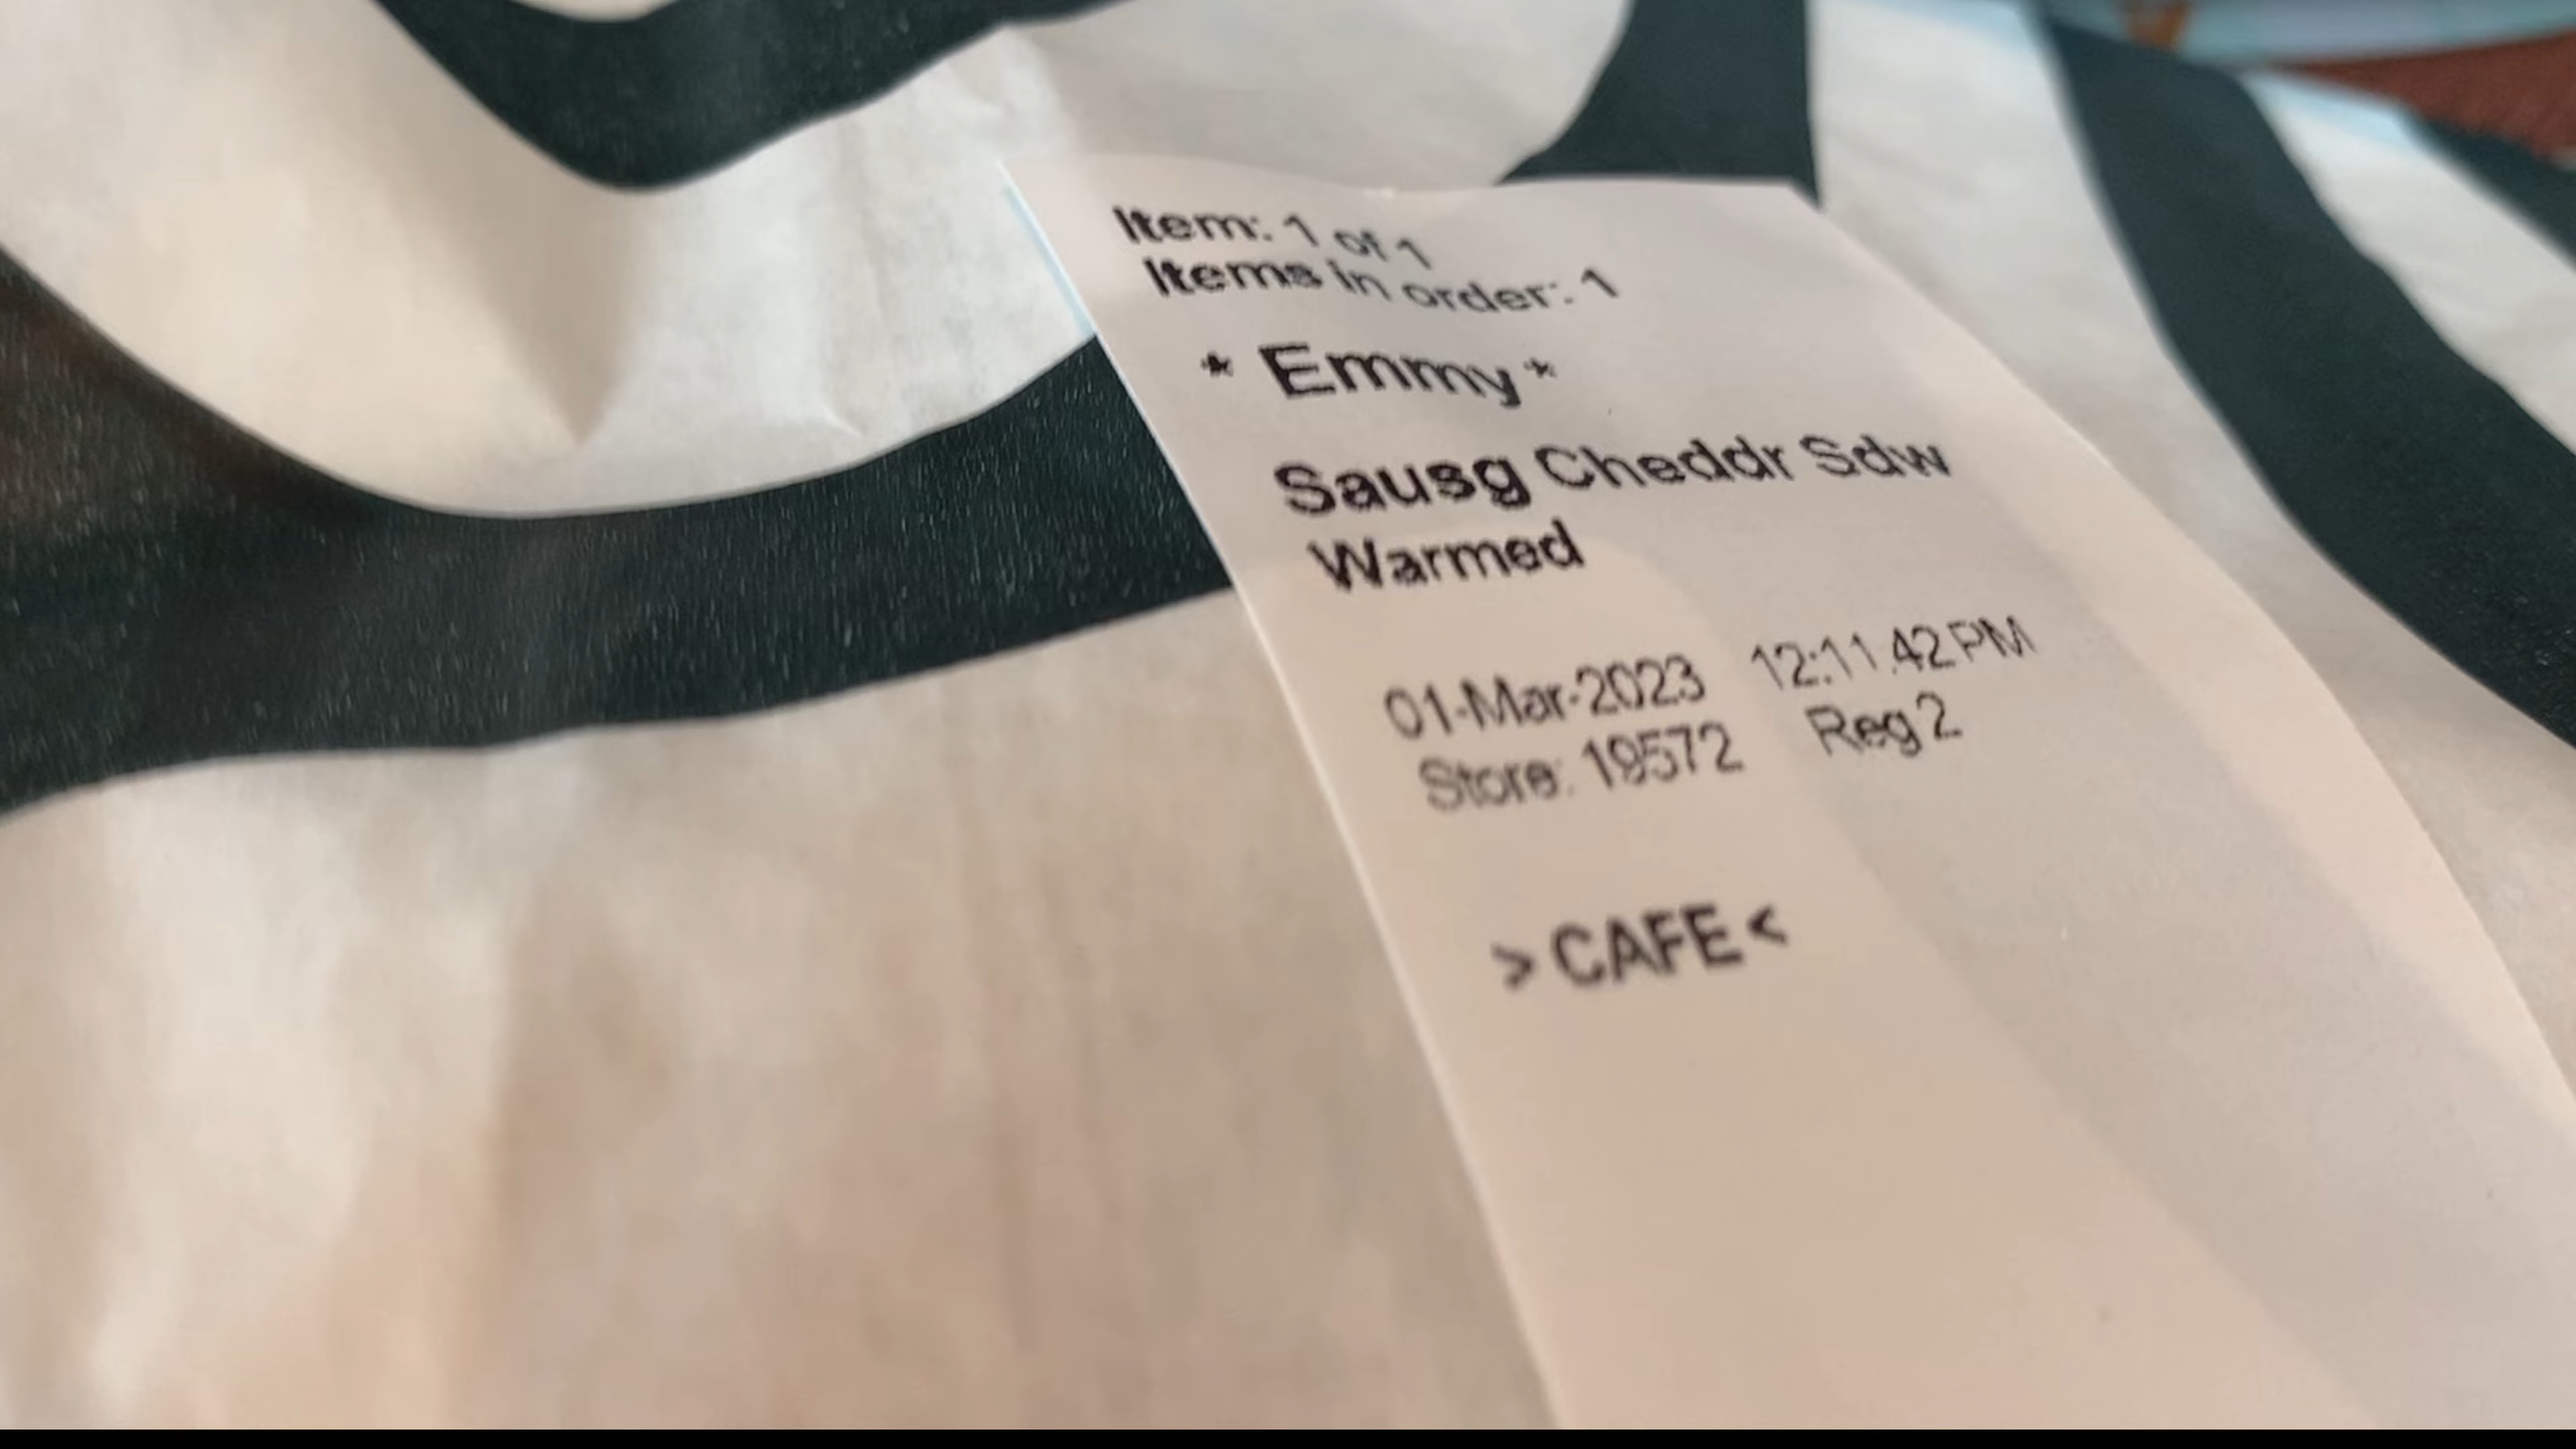 Item: 1 of 1
Items in order: 1
* Emmy *
Sausg Cheddr Sdw
Warmed
01-Mar-2023 12:11:42 PM
Store: 19572 Reg 2
> CAFE <